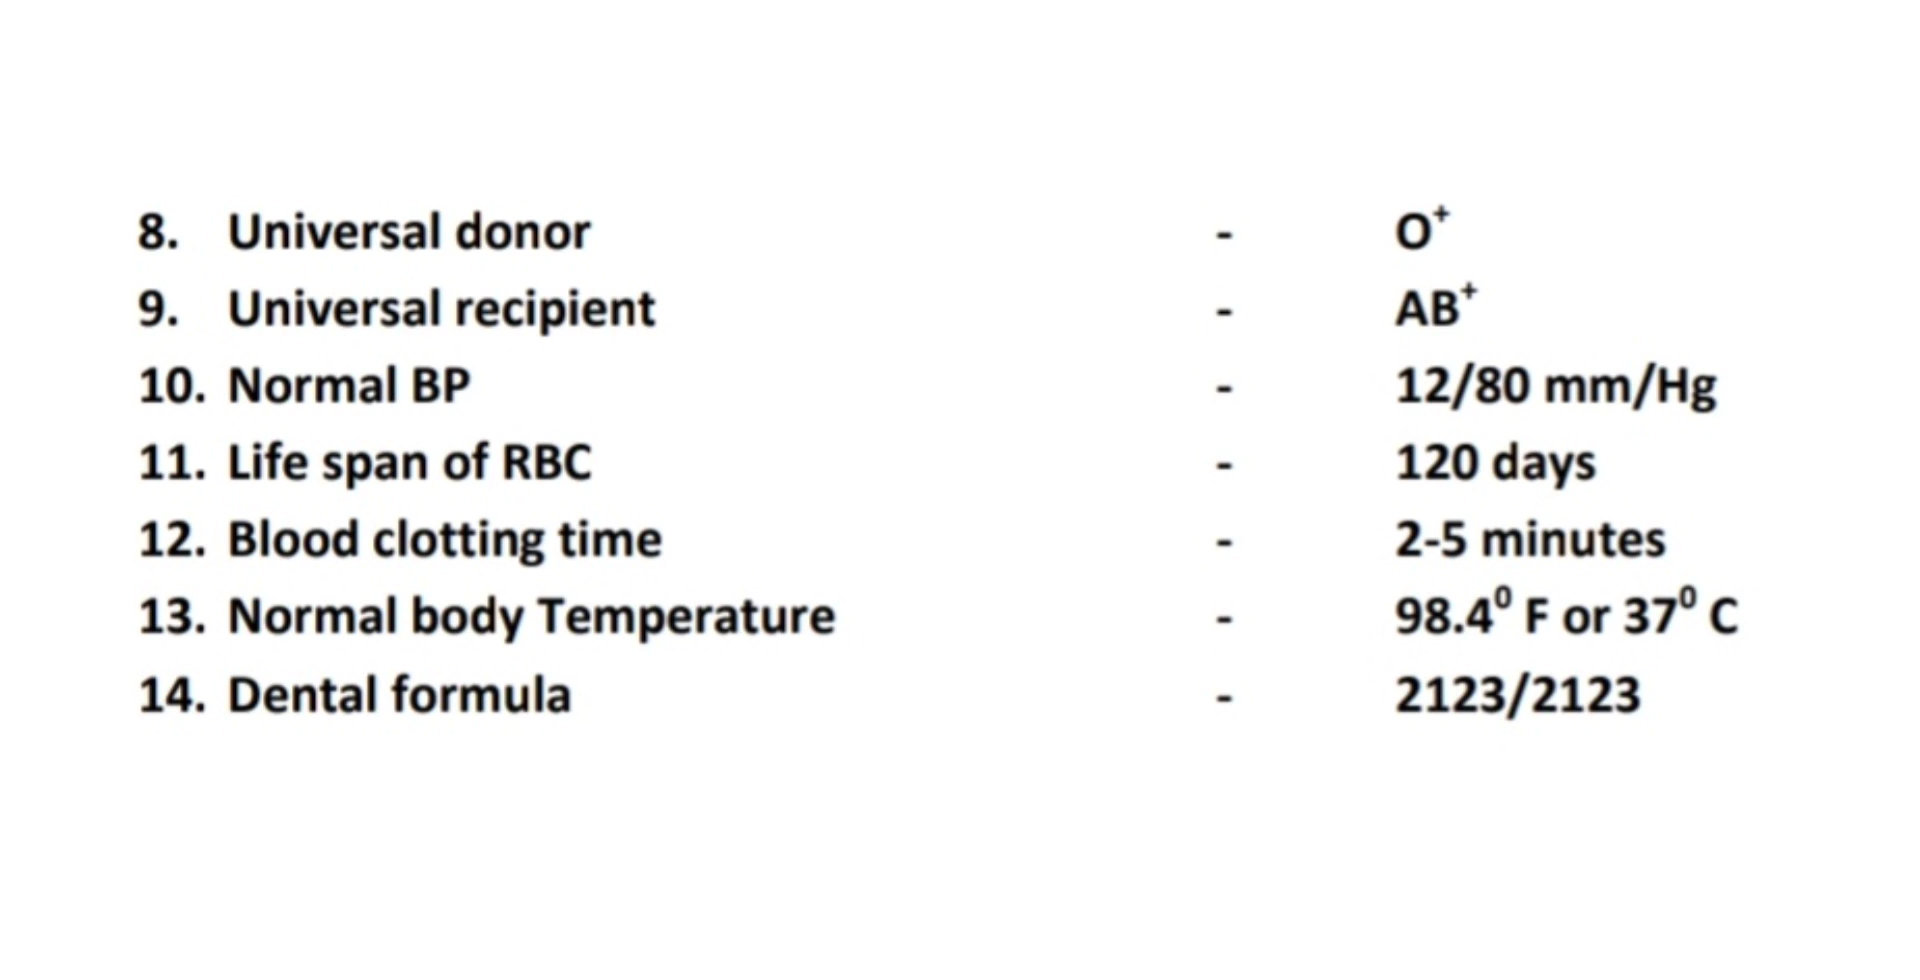 8. Universal donor - O⁺
9. Universal recipient - AB⁺
10. Normal BP - 12/80 mm/Hg
11. Life span of RBC - 120 days
12. Blood clotting time - 2-5 minutes
13. Normal body Temperature - 98.4⁰ F or 37⁰ C
14. Dental formula - 2123/2123